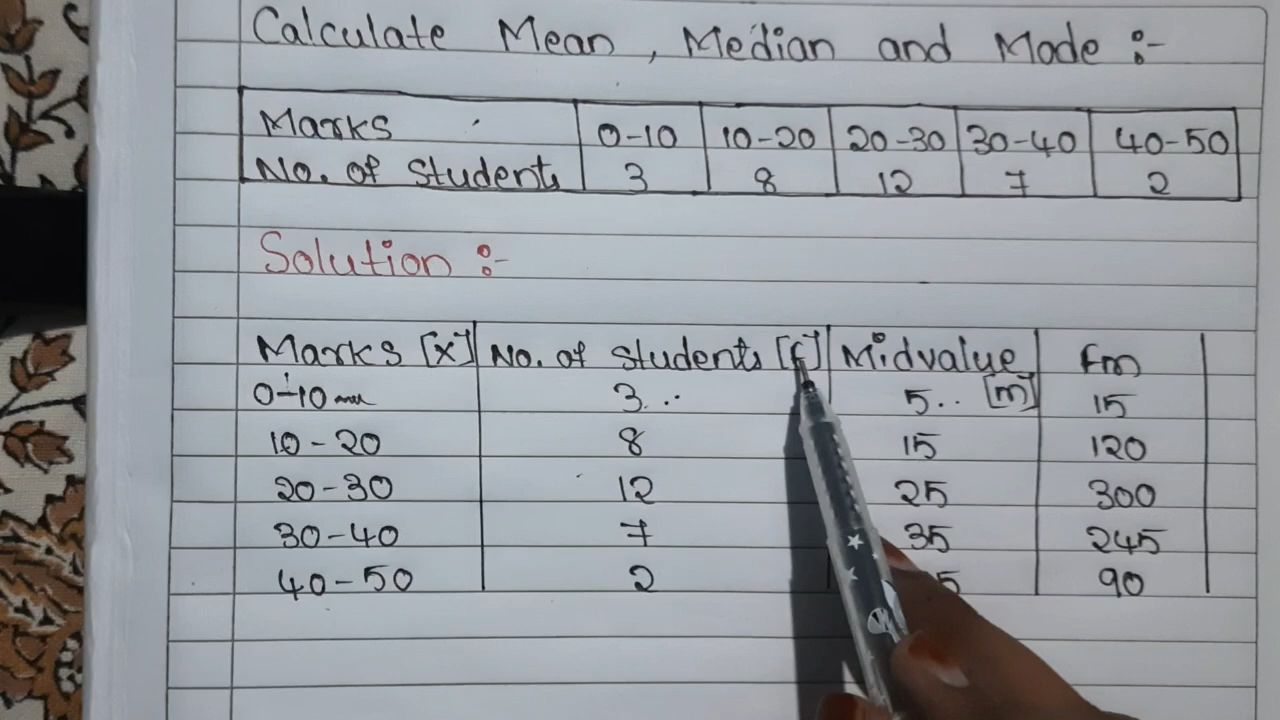 Calculate Mean, Median and Mode :-
Marks 0-10 10-20 20-30 30-40 40-50
No. of Students 3 8 12 7 2
Solution :-
Marks [x] No. of Students [f] Midvalue [m] Fm
0-10 3.. 5.. 15
10-20 8 15 120
20-30 12 25 300
30-40 7 35 245
40-50 2 5 90